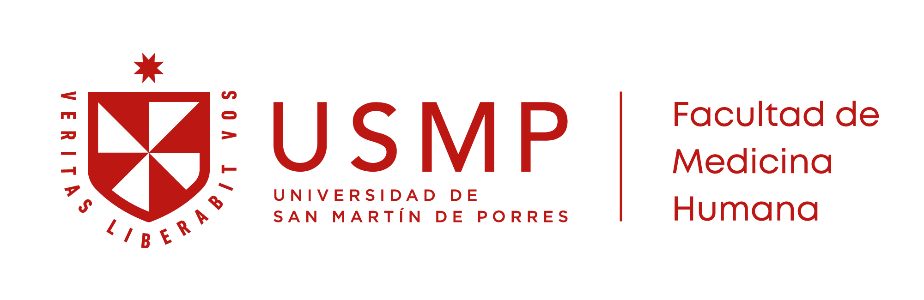 VERITAS LIBERABIT VOS
USMP
UNIVERSIDAD DE
SAN MARTÍN DE PORRES
Facultad de
Medicina
Humana